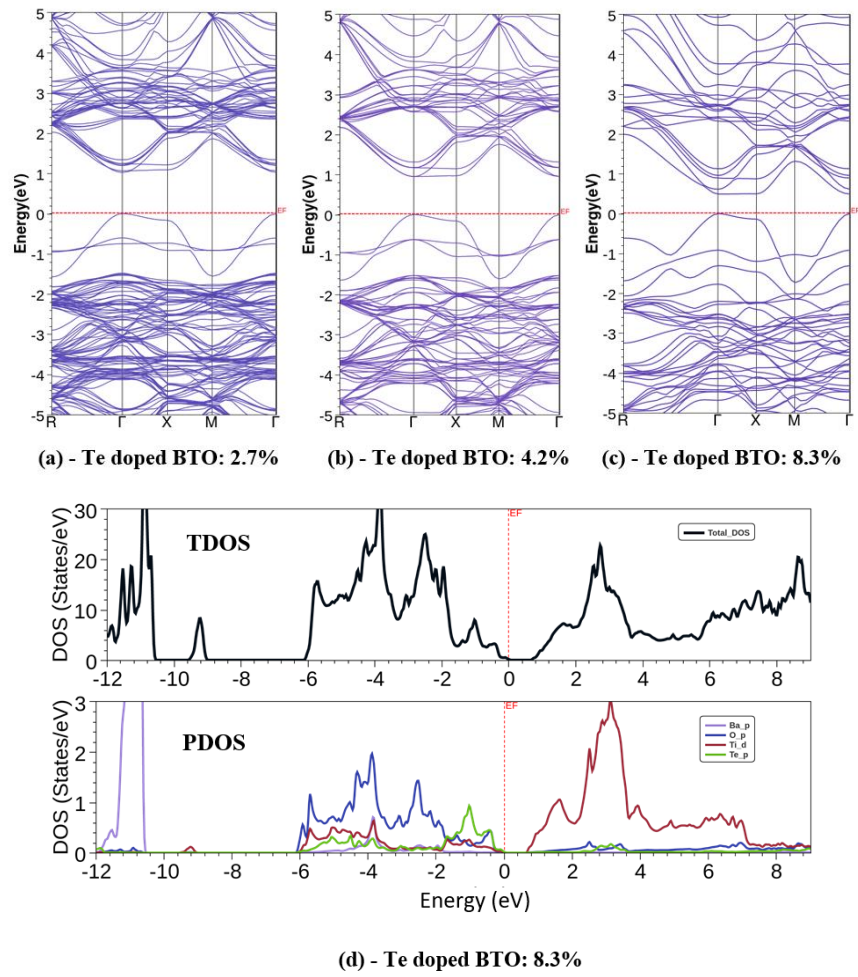 5
4
3
2
1
0
-1
-2
-3
-4
-5
Energy(eV)
EF
R Γ X M Γ
(a) - Te doped BTO: 2.7%
5
4
3
2
1
0
-1
-2
-3
-4
-5
Energy(eV)
EF
R Γ X M Γ
(b) - Te doped BTO: 4.2%
5
4
3
2
1
0
-1
-2
-3
-4
-5
Energy(eV)
EF
R Γ X M Γ
(c) - Te doped BTO: 8.3%
30
20
10
0
DOS (States/eV)
TDOS
EF
Total_DOS
-12 -10 -8 -6 -4 -2 0 2 4 6 8
3
2
1
0
DOS (States/eV)
PDOS
EF
Ba_p
O_p
Ti_d
Te_p
-12 -10 -8 -6 -4 -2 0 2 4 6 8
Energy (eV)
(d) - Te doped BTO: 8.3%